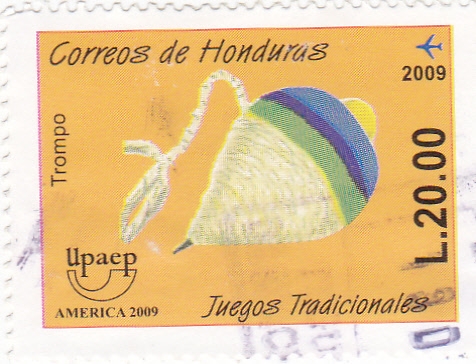 Correos de Honduras
2009
Trompo
L.20.00
upaep
AMERICA 2009
Juegos Tradicionales